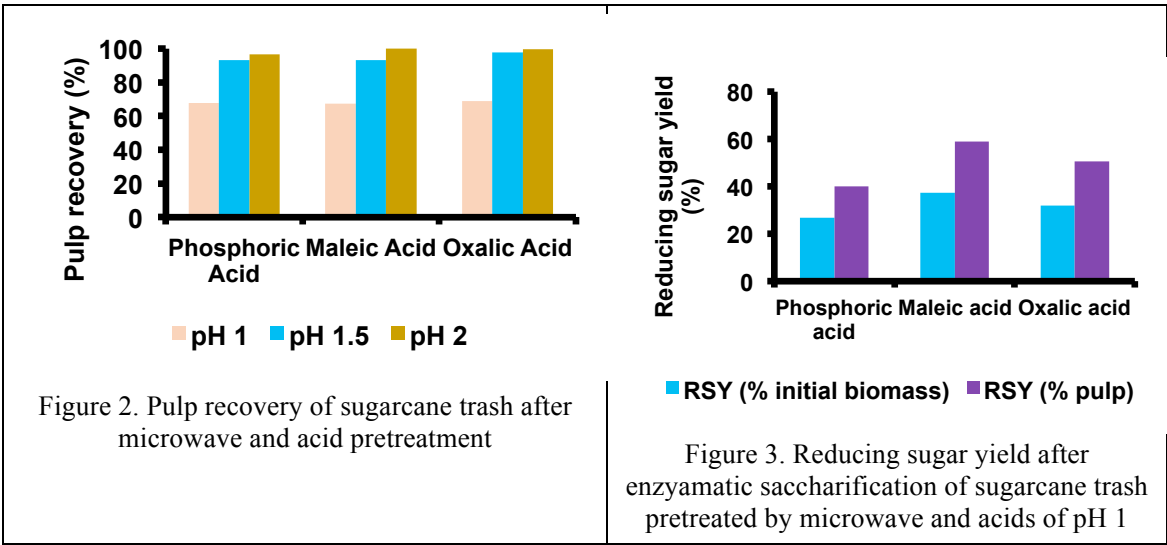 Pulp recovery (%)
100
80
60
40
20
0
Phosphoric Maleic Acid Oxalic Acid
Acid
pH 1 pH 1.5 pH 2
Figure 2. Pulp recovery of sugarcane trash after
microwave and acid pretreatment
Reducing sugar yield
(%)
80
60
40
20
0
Phosphoric Maleic acid Oxalic acid
acid
RSY (% initial biomass) RSY (% pulp)
Figure 3. Reducing sugar yield after
enzyamatic saccharification of sugarcane trash
pretreated by microwave and acids of pH 1